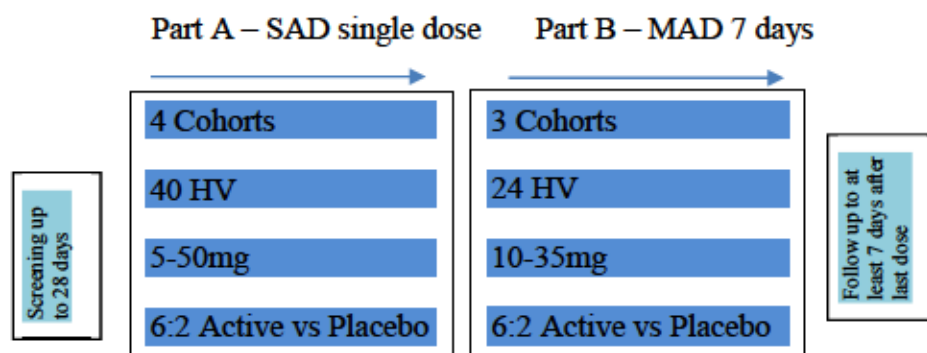 Part A – SAD single dose
Part B – MAD 7 days
Screening up
to 28 days
4 Cohorts
40 HV
5-50mg
6:2 Active vs Placebo
3 Cohorts
24 HV
10-35mg
6:2 Active vs Placebo
Follow up to at
least 7 days after
last dose